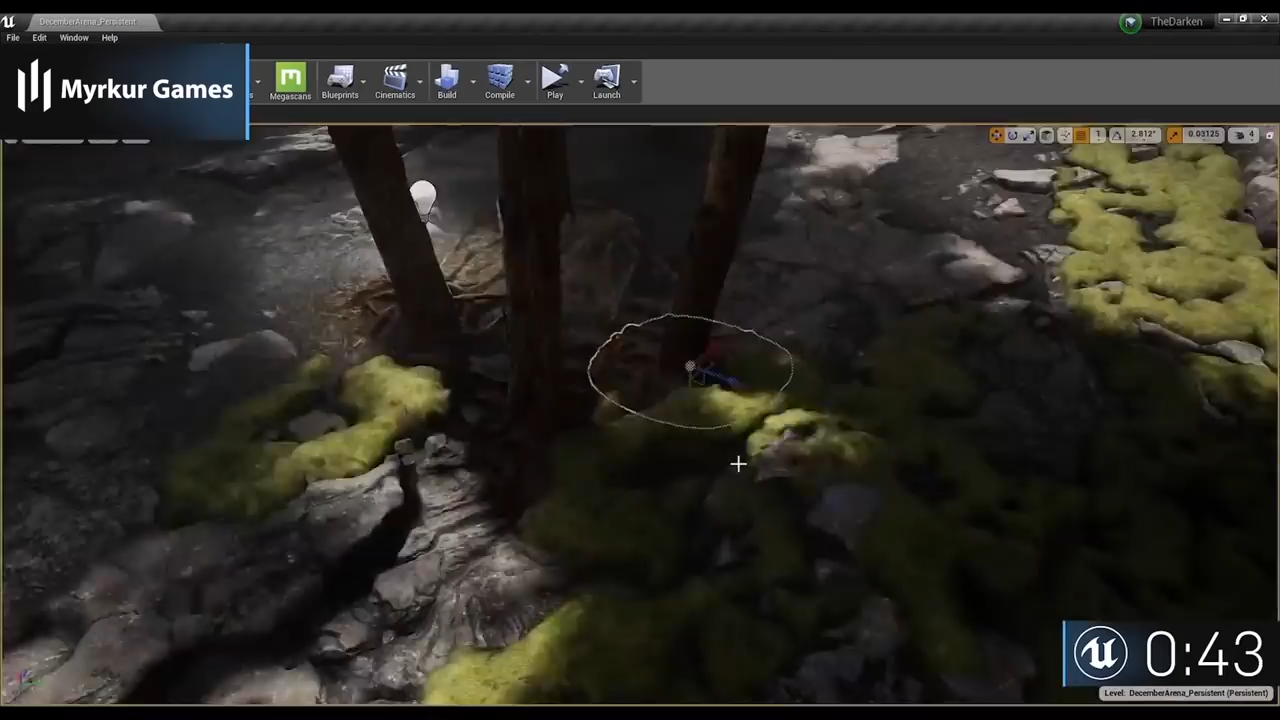 DecemberArena_Persistent
TheDarken
File Edit Window Help
Myrkur Games
Megascans Blueprints Cinematics Build Compile Play Launch
1 2.812° 0.03125 4
0:43
Level: DecemberArena_Persistent (Persistent)